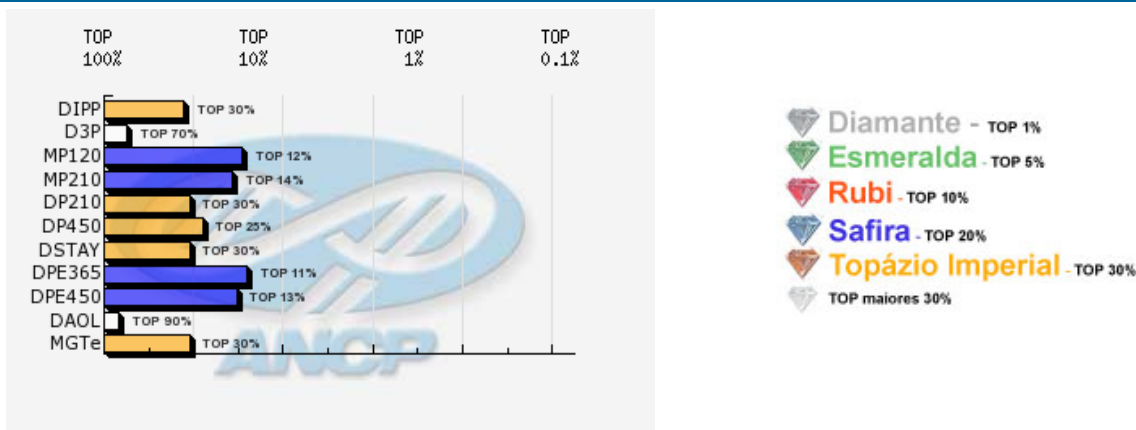 TOP TOP TOP TOP
100% 10% 1% 0.1%
DIPP TOP 30%
D3P TOP 70%
MP120 TOP 12%
MP210 TOP 14%
DP210 TOP 30%
DP450 TOP 25%
DSTAY TOP 30%
DPE365 TOP 11%
DPE450 TOP 13%
DAOL TOP 90%
MGTe TOP 30%
ANCP
Diamante - TOP 1%
Esmeralda - TOP 5%
Rubi - TOP 10%
Safira - TOP 20%
Topázio Imperial - TOP 30%
TOP maiores 30%